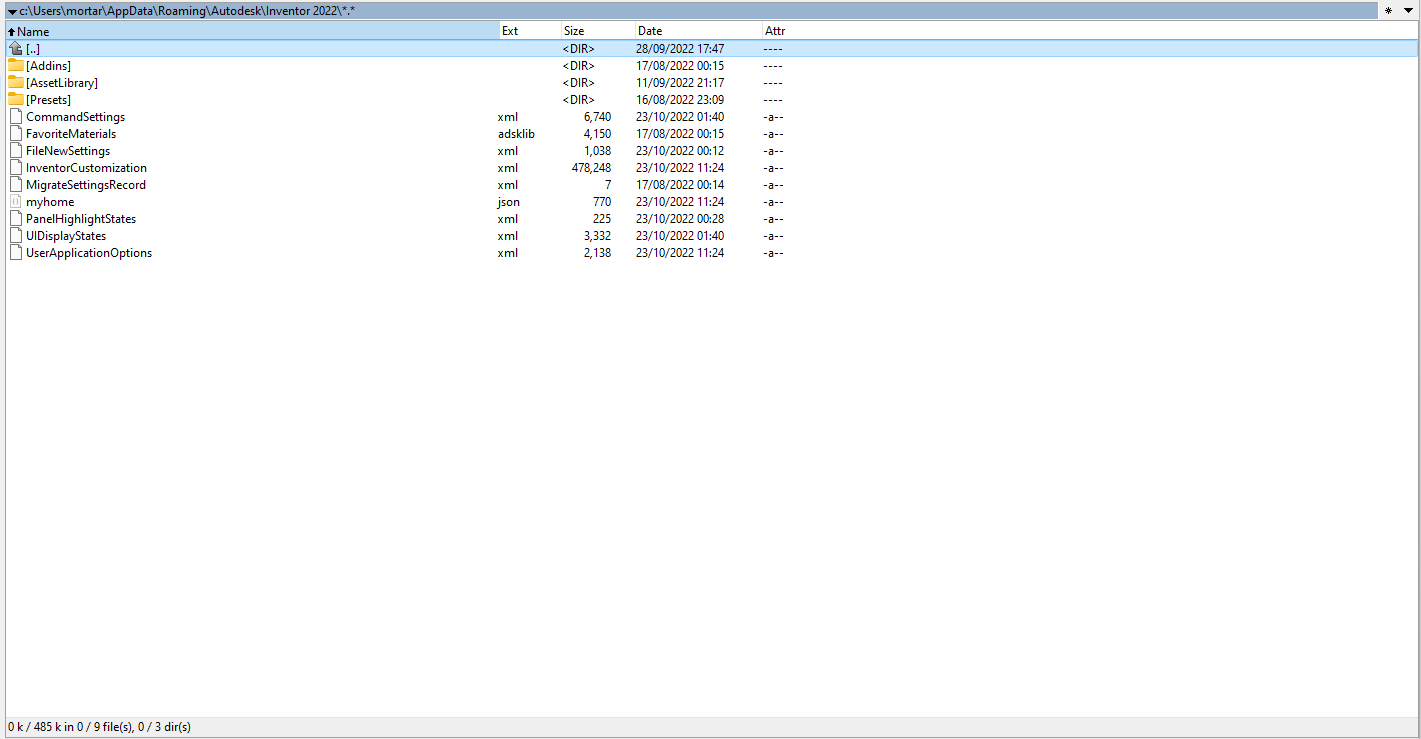 c:\Users\mortar\AppData\Roaming\Autodesk\Inventor 2022\*.*
Name Ext Size Date Attr
[..] <DIR> 28/09/2022 17:47 ----
[Addins] <DIR> 17/08/2022 00:15 ----
[AssetLibrary] <DIR> 11/09/2022 21:17 ----
[Presets] <DIR> 16/08/2022 23:09 ----
CommandSettings xml 6,740 23/10/2022 01:40 -a--
FavoriteMaterials adsklib 4,150 17/08/2022 00:15 -a--
FileNewSettings xml 1,038 23/10/2022 00:12 -a--
InventorCustomization xml 478,248 23/10/2022 11:24 -a--
MigrateSettingsRecord xml 7 17/08/2022 00:14 -a--
myhome json 770 23/10/2022 11:24 -a--
PanelHighlightStates xml 225 23/10/2022 00:28 -a--
UIDisplayStates xml 3,332 23/10/2022 01:40 -a--
UserApplicationOptions xml 2,138 23/10/2022 11:24 -a--
0 k / 485 k in 0 / 9 file(s), 0 / 3 dir(s)